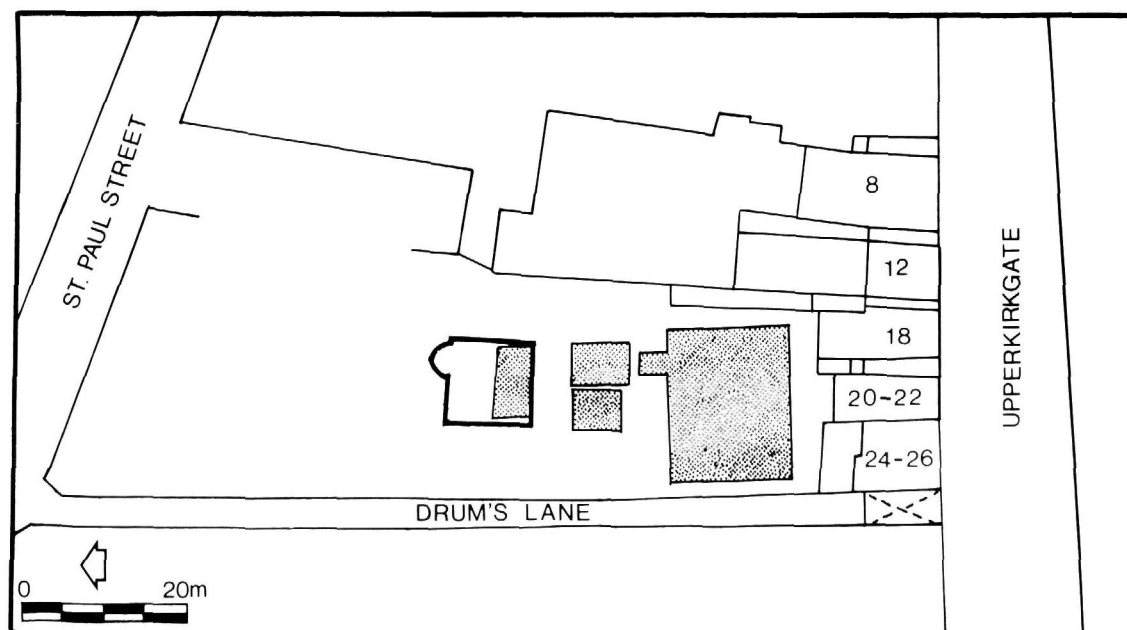 ST. PAUL STREET
8
12
18
20-22
24-26
UPPERKIRKGATE
DRUM'S LANE
0 20m